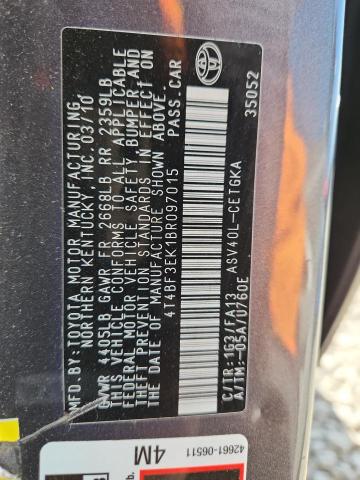 MFD. BY: TOYOTA MOTOR MANUFACTURING,
NORTHERN KENTUCKY, INC. 03/10
GVWR 4405LB GAWR FR 2668LB RR 2359LB
THIS VEHICLE CONFORMS TO ALL APPLICABLE
FEDERAL MOTOR VEHICLE SAFETY, BUMPER, AND
THEFT PREVENTION STANDARDS IN EFFECT ON
THE DATE OF MANUFACTURE SHOWN ABOVE.
4T4BF3EK1BR097015 PASS. CAR
C/TR: 1G3/FA13 ASV40L-CETGKA
A/TM: -05A/U760E 35052
42661-06511
4M
lb.